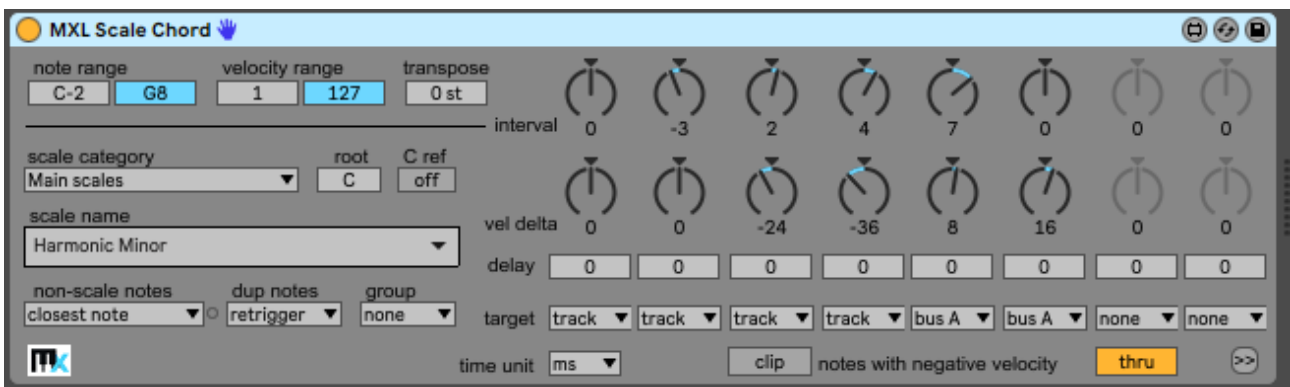 MXL Scale Chord
note range velocity range transpose
C-2 G8 1 127 0 st
interval 0 -3 2 4 7 0 0 0
scale category root C ref
Main scales C off
scale name
Harmonic Minor
vel delta 0 0 -24 -36 8 16 0 0
delay 0 0 0 0 0 0 0 0
non-scale notes dup notes group
closest note retrigger none
target track track track track bus A bus A none none
mx
time unit ms clip notes with negative velocity thru >>